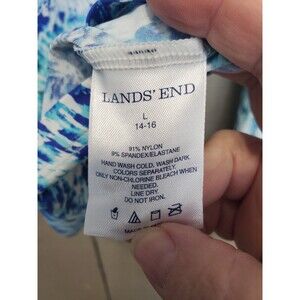 LANDS' END
L
14-16
91% NYLON
9% SPANDEX/ELASTANE
HAND WASH COLD. WASH DARK
COLORS SEPARATELY.
ONLY NON-CHLORINE BLEACH WHEN
NEEDED.
LINE DRY
DO NOT IRON.
MADE